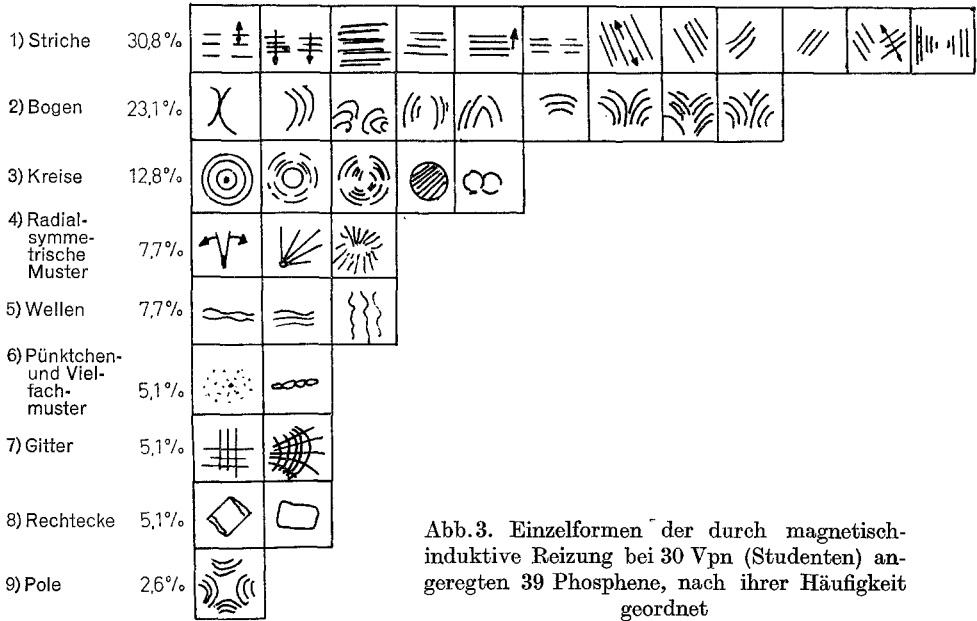 1) Striche 30,8%
2) Bogen 23,1%
3) Kreise 12,8%
4) Radial-
symme-
trische
Muster 7,7%
5) Wellen 7,7%
6) Pünktchen-
und Viel-
fach-
muster 5,1%
7) Gitter 5,1%
8) Rechtecke 5,1%
9) Pole 2,6%
Abb.3. Einzelformen der durch magnetisch-
induktive Reizung bei 30 Vpn (Studenten) an-
geregten 39 Phosphene, nach ihrer Häufigkeit
geordnet